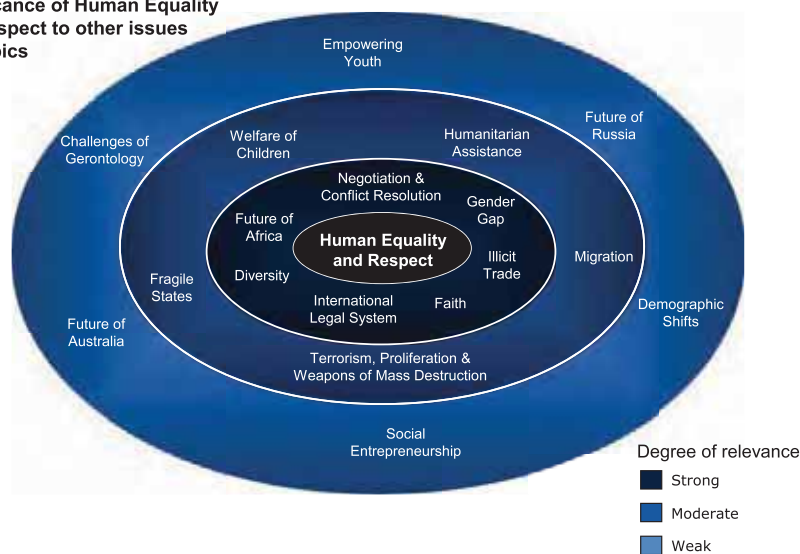 cance of Human Equality
spect to other issues
pics
Empowering
Youth
Future of
Russia
Challenges of
Gerontology
Welfare of
Children
Humanitarian
Assistance
Negotiation &
Conflict Resolution
Gender
Gap
Future of
Africa
Human Equality
and Respect
Illicit
Trade
Migration
Diversity
Fragile
States
International
Legal System
Faith
Demographic
Shifts
Future of
Australia
Terrorism, Proliferation &
Weapons of Mass Destruction
Social
Entrepreneurship
Degree of relevance
Strong
Moderate
Weak